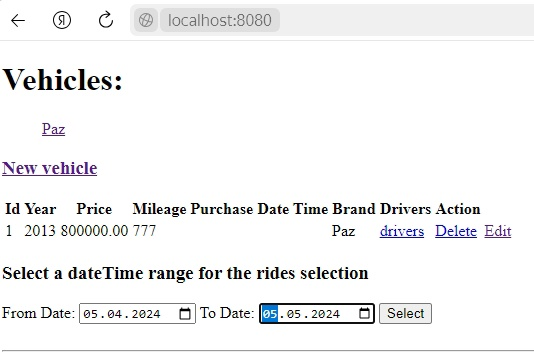 Я localhost:8080
Vehicles:
Paz
New vehicle
Id Year Price Mileage Purchase Date Time Brand Drivers Action
1 2013 800000.00 777 Paz drivers Delete Edit
Select a dateTime range for the rides selection
From Date: 05.04.2024 To Date: 05.05.2024 Select